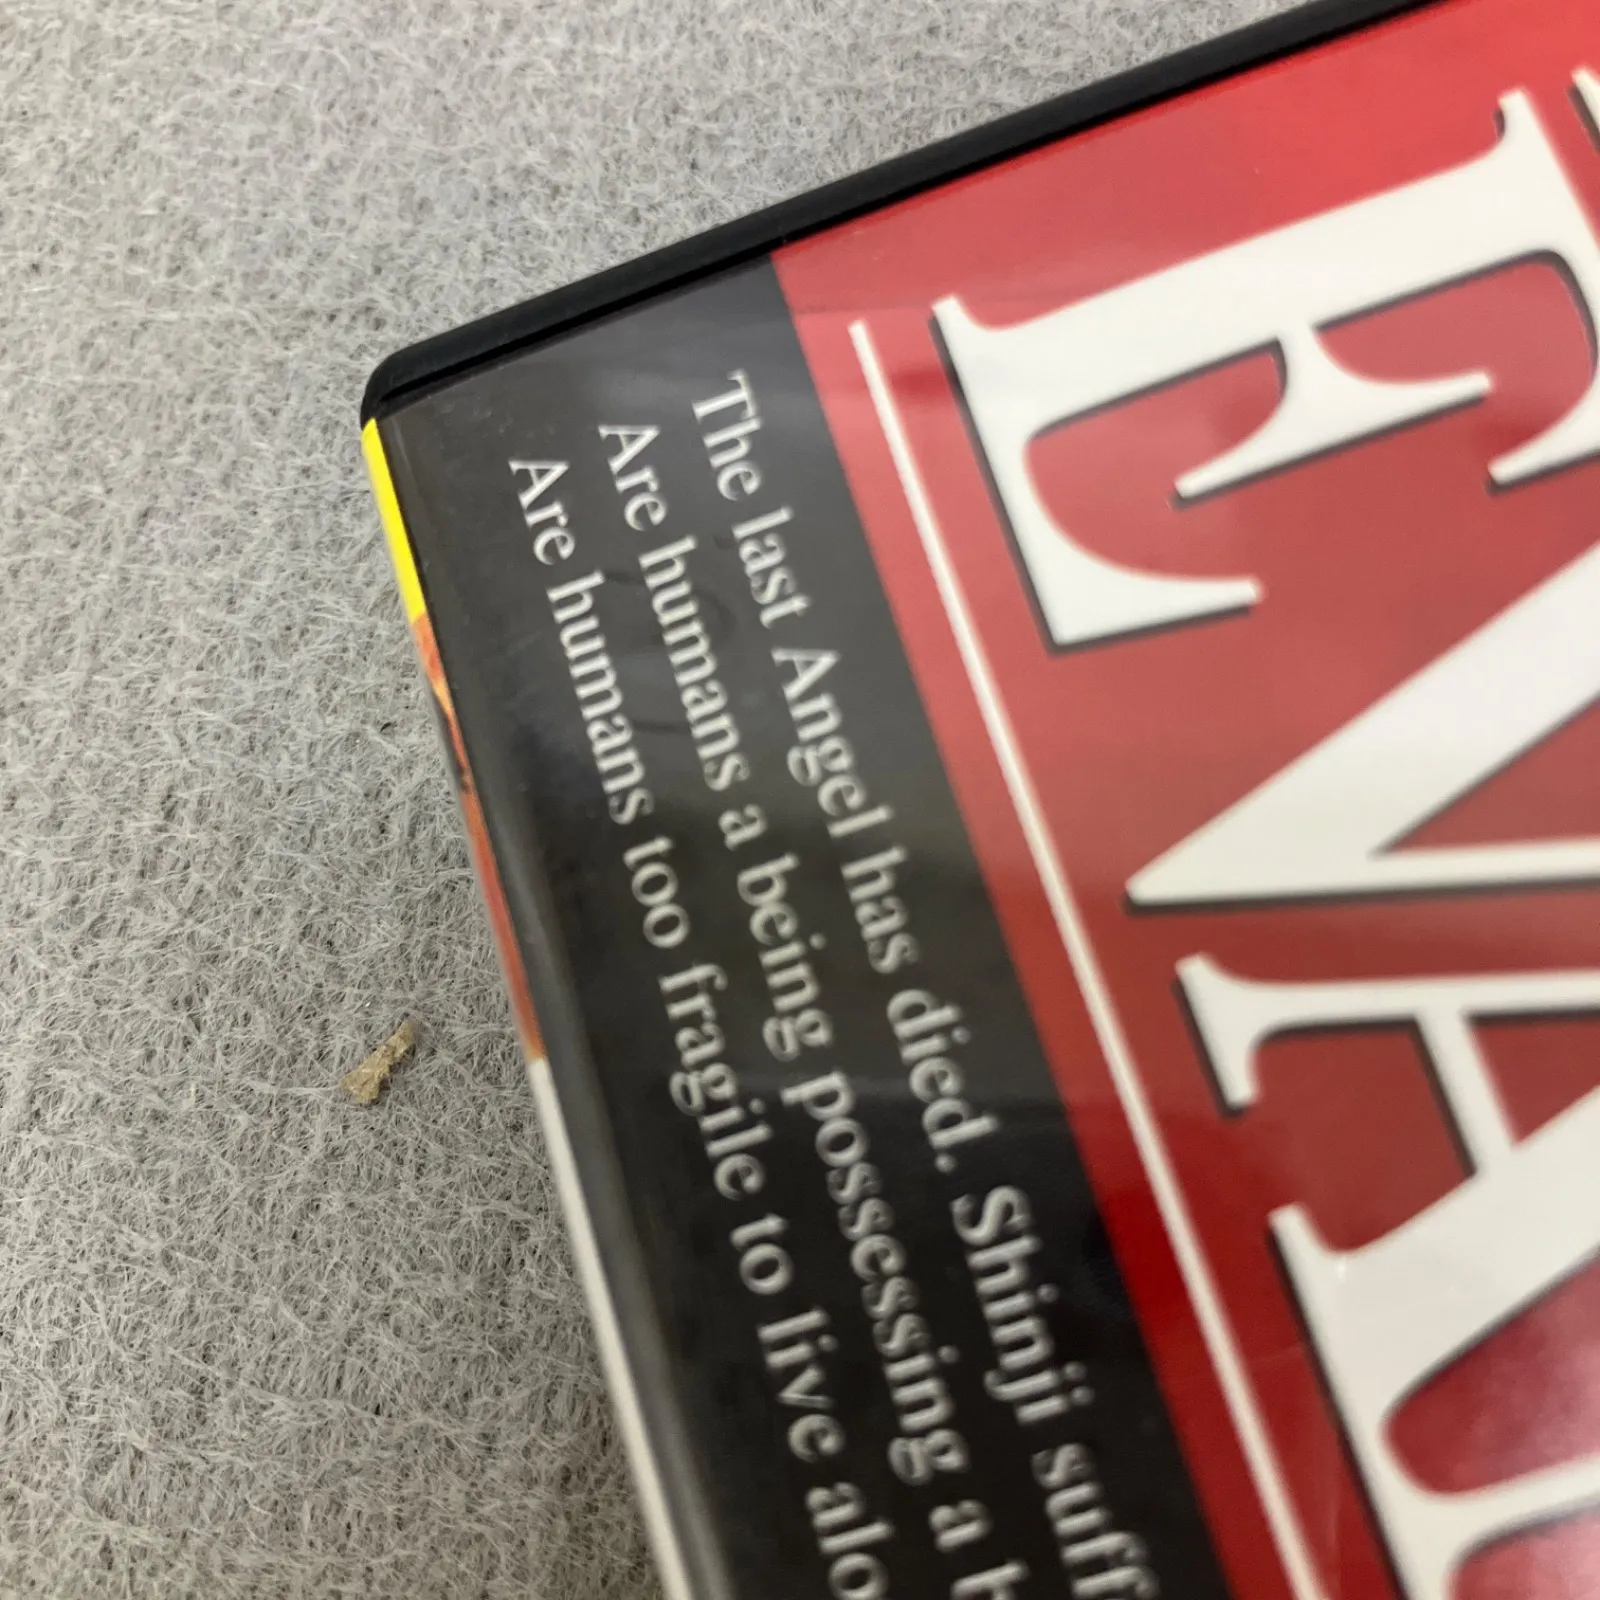 EVA
The last Angel has died. Shinji suff
Are humans a being possessing a h
Are humans too fragile to live alo